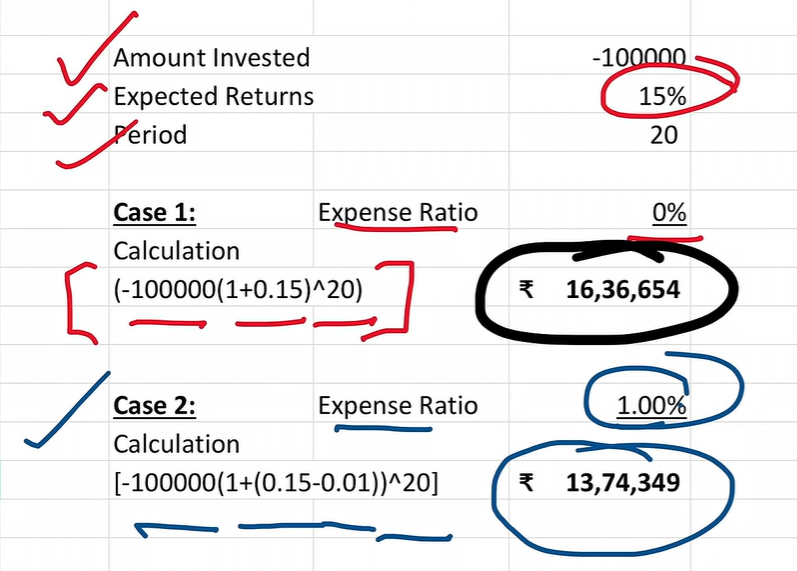 Amount Invested -100000
Expected Returns 15%
Period 20
Case 1: Expense Ratio 0%
Calculation
(-100000(1+0.15)^20) ₹ 16,36,654
Case 2: Expense Ratio 1.00%
Calculation
[-100000(1+(0.15-0.01))^20] ₹ 13,74,349